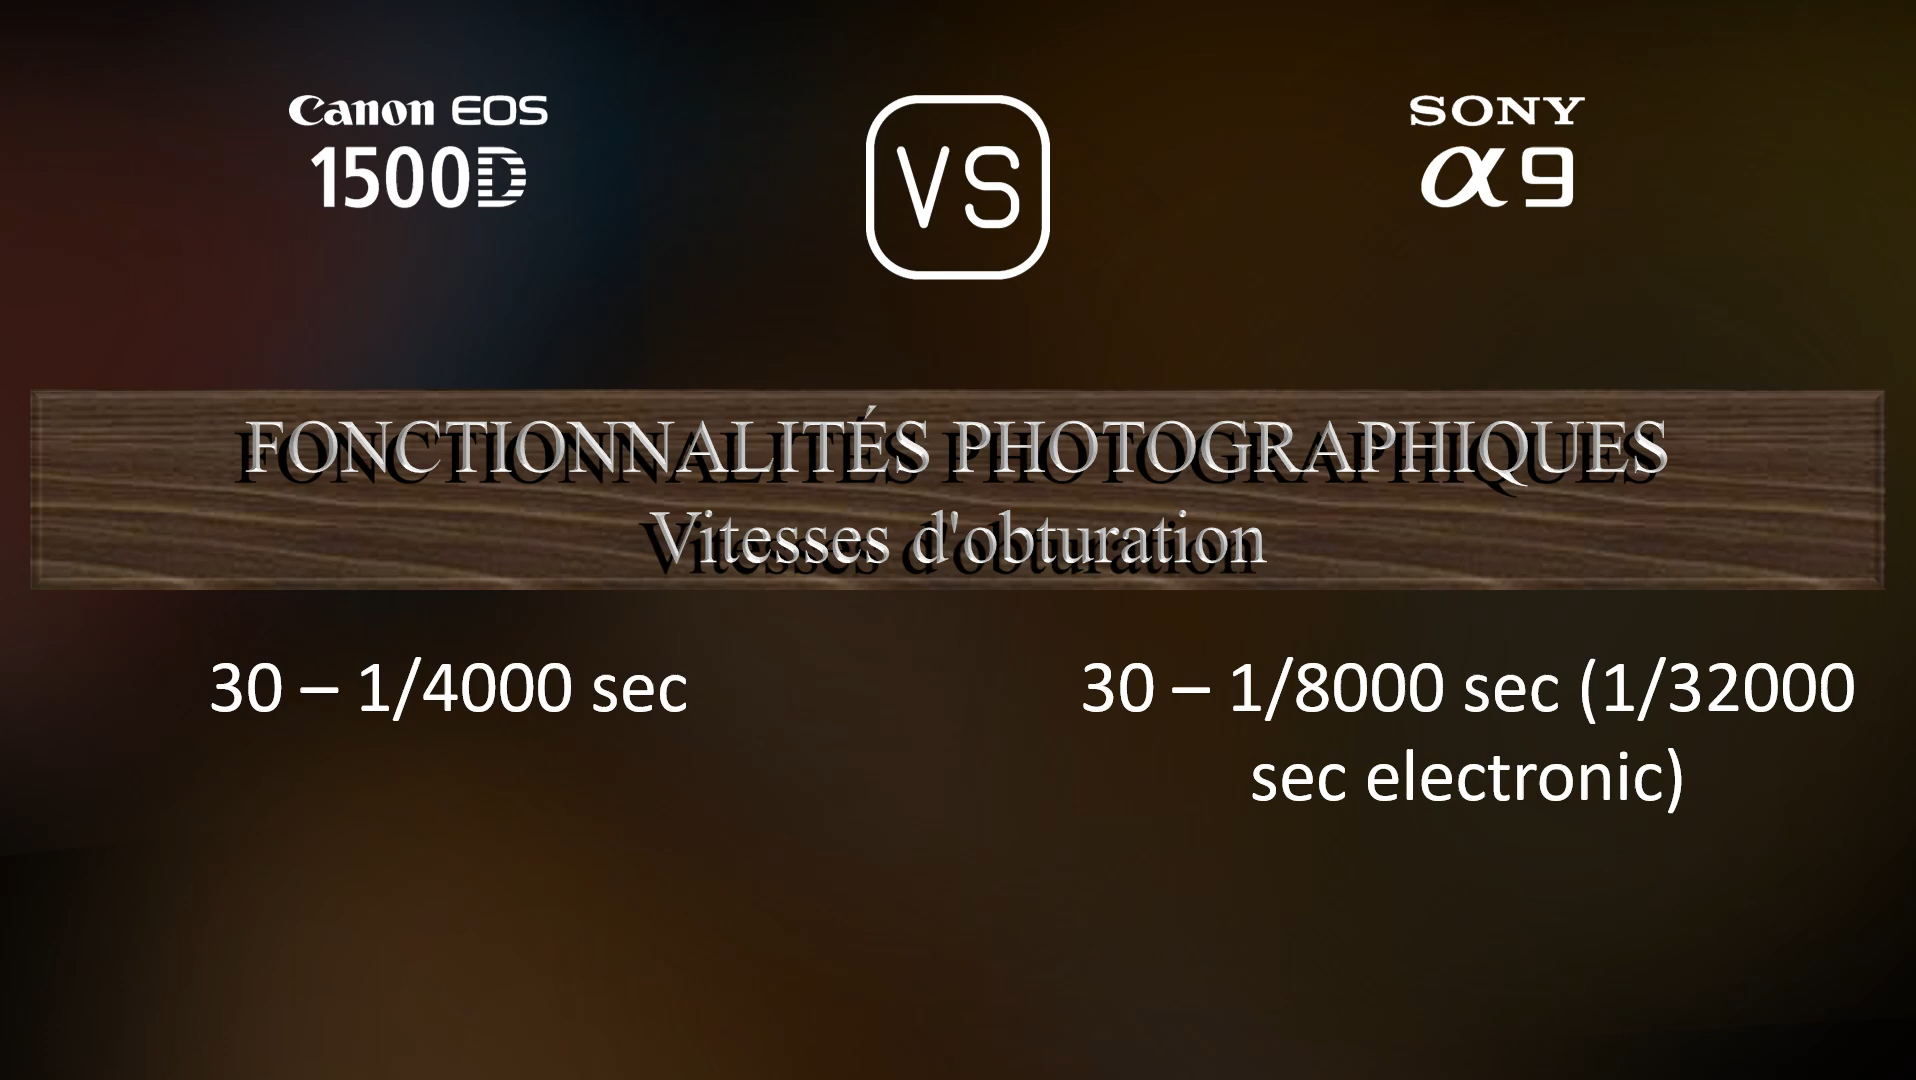 Canon EOS
1500D
VS
SONY
α9
FONCTIONNALITÉS PHOTOGRAPHIQUES
Vitesses d'obturation
30 – 1/4000 sec
30 – 1/8000 sec (1/32000
sec electronic)